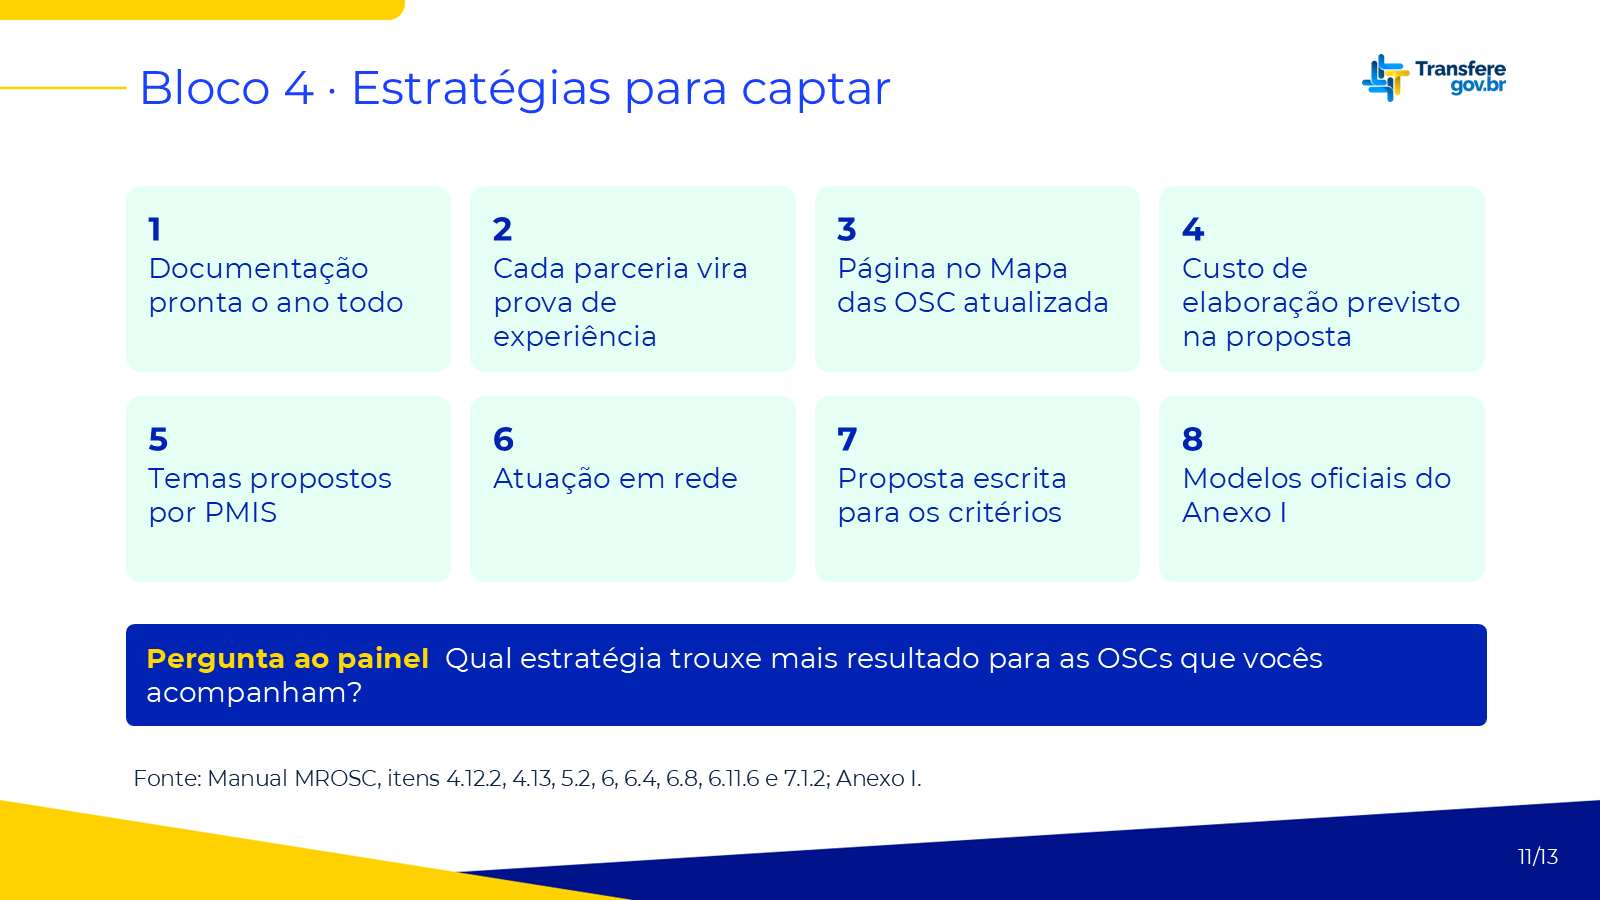 Bloco 4 · Estratégias para captar
Transfere
gov.br
1
Documentação
pronta o ano todo
2
Cada parceria vira
prova de
experiência
3
Página no Mapa
das OSC atualizada
4
Custo de
elaboração previsto
na proposta
5
Temas propostos
por PMIS
6
Atuação em rede
7
Proposta escrita
para os critérios
8
Modelos oficiais do
Anexo I
Pergunta ao painel Qual estratégia trouxe mais resultado para as OSCs que vocês
acompanham?
Fonte: Manual MROSC, itens 4.12.2, 4.13, 5.2, 6, 6.4, 6.8, 6.11.6 e 7.1.2; Anexo I.
11/13